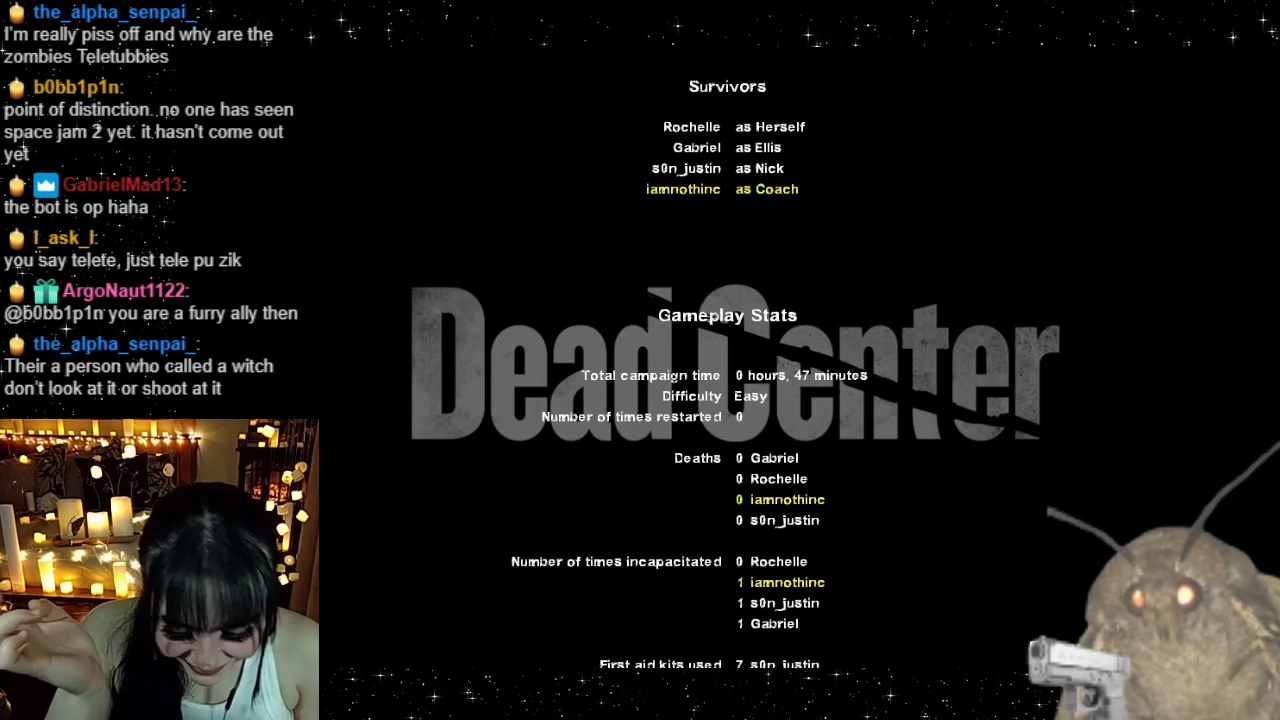 the_alpha_senpai_:
I'm really piss off and why are the
zombies Teletubbies
b0bb1p1n:
point of distinction. no one has seen
space jam 2 yet. it hasn't come out
yet
GabrielMad13:
the bot is op haha
l_ask_l:
you say telete, just tele pu zik
ArgoNaut1122:
@b0bb1p1n you are a furry ally then
the_alpha_senpai_:
Their a person who called a witch
don't look at it or shoot at it
Survivors
Rochelle as Herself
Gabriel as Ellis
s0n_justin as Nick
iamnothinc as Coach
Dead Center
Gameplay Stats
Total campaign time 0 hours, 47 minutes
Difficulty Easy
Number of times restarted 0
Deaths 0 Gabriel
0 Rochelle
0 iamnothinc
0 s0n_justin
Number of times incapacitated 0 Rochelle
1 iamnothinc
1 s0n_justin
1 Gabriel
First aid kits used 7 s0n_justin